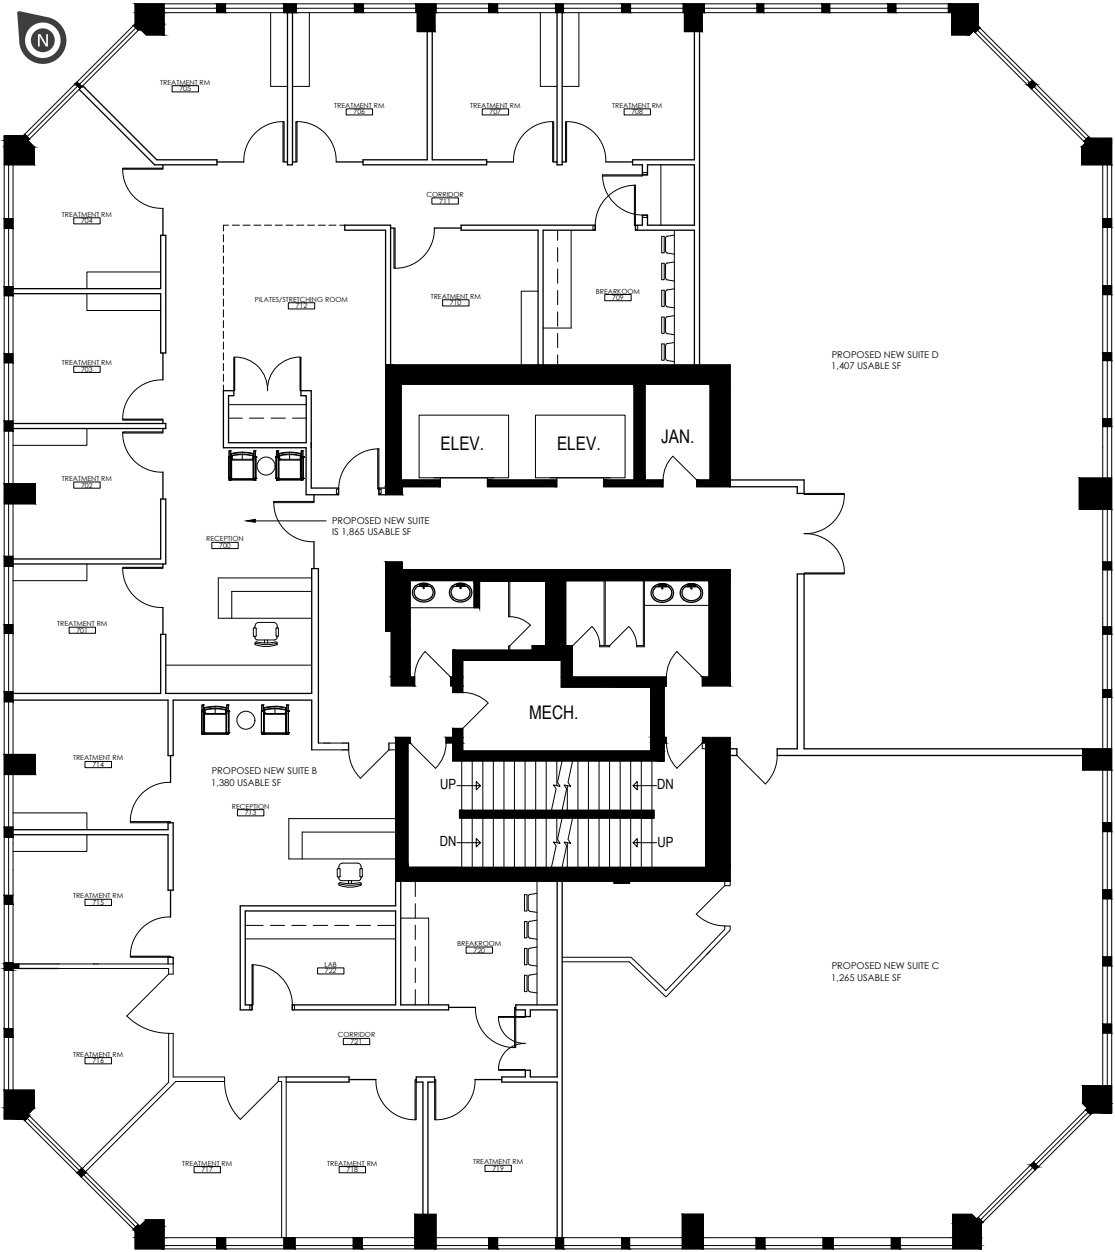 N
TREATMENT RM
705
TREATMENT RM
706
TREATMENT RM
707
TREATMENT RM
708
CORRIDOR
711
TREATMENT RM
704
PILATES/STRETCHING ROOM
712
TREATMENT RM
710
BREAKROOM
709
TREATMENT RM
703
PROPOSED NEW SUITE D
1,407 USABLE SF
ELEV.
ELEV.
JAN.
TREATMENT RM
702
PROPOSED NEW SUITE
IS 1,865 USABLE SF
RECEPTION
700
TREATMENT RM
701
MECH.
TREATMENT RM
714
PROPOSED NEW SUITE B
1,380 USABLE SF
RECEPTION
713
UP
DN
DN
UP
TREATMENT RM
715
BREAKROOM
720
LAB
722
PROPOSED NEW SUITE C
1,265 USABLE SF
CORRIDOR
721
TREATMENT RM
716
TREATMENT RM
717
TREATMENT RM
718
TREATMENT RM
719